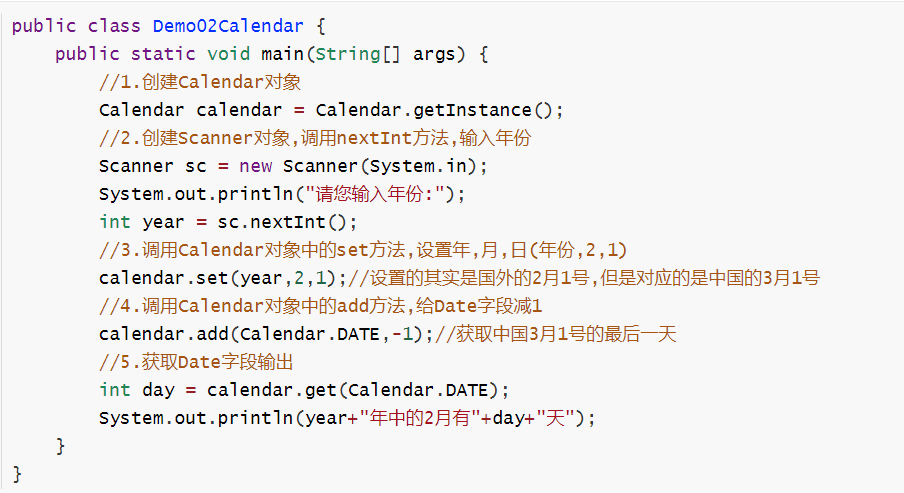 public class Demo02Calendar {
    public static void main(String[] args) {
        //1.创建Calendar对象
        Calendar calendar = Calendar.getInstance();
        //2.创建Scanner对象,调用nextInt方法,输入年份
        Scanner sc = new Scanner(System.in);
        System.out.println("请您输入年份:");
        int year = sc.nextInt();
        //3.调用Calendar对象中的set方法,设置年,月,日(年份,2,1)
        calendar.set(year,2,1);//设置的其实是国外的2月1号,但是对应的是中国的3月1号
        //4.调用Calendar对象中的add方法,给Date字段减1
        calendar.add(Calendar.DATE,-1);//获取中国3月1号的最后一天
        //5.获取Date字段输出
        int day = calendar.get(Calendar.DATE);
        System.out.println(year+"年中的2月有"+day+"天");
    }
}